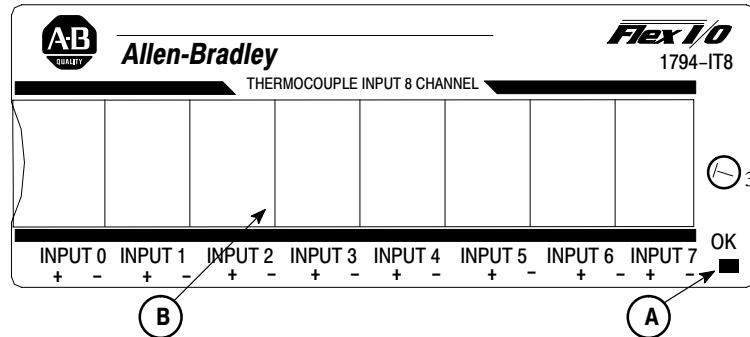 A-B
QUALITY
Allen-Bradley
Flex I/O
1794-IT8
THERMOCOUPLE INPUT 8 CHANNEL
INPUT 0 INPUT 1 INPUT 2 INPUT 3 INPUT 4 INPUT 5 INPUT 6 INPUT 7
+ - + - + - + - + - + - + - + -
OK
3
B
A